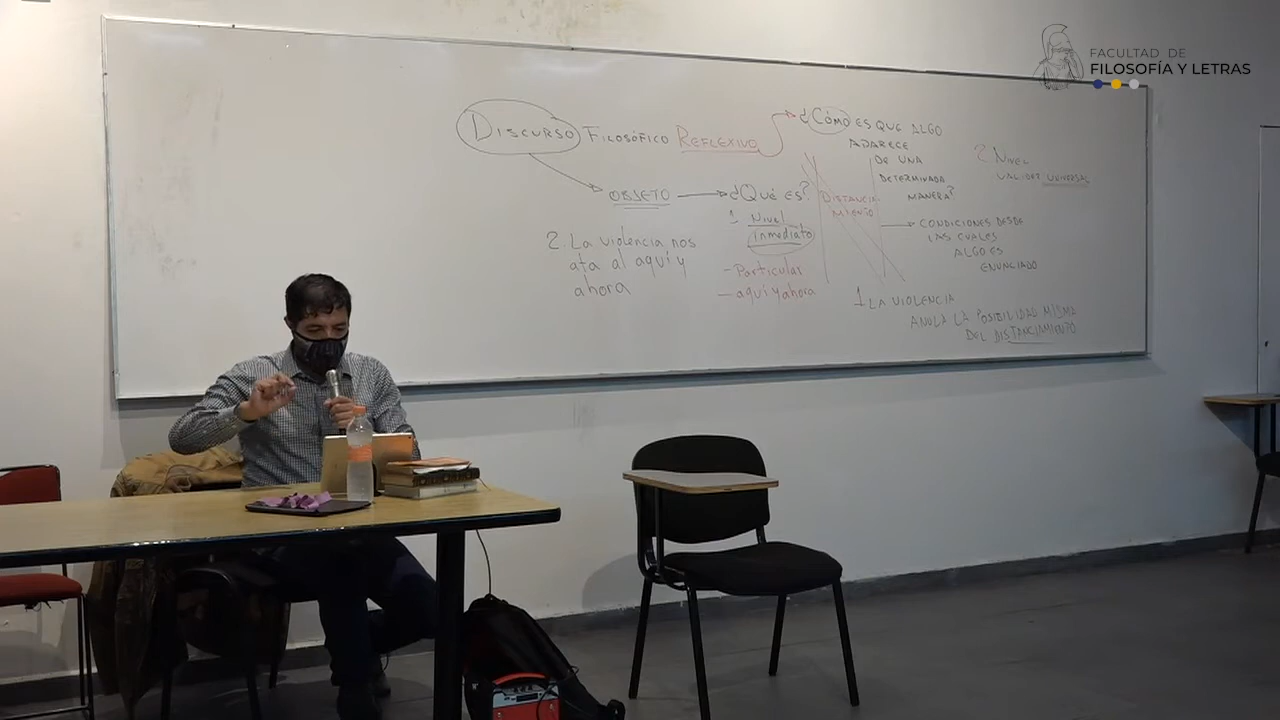 FACULTAD DE
FILOSOFÍA Y LETRAS
DISCURSO FILOSÓFICO REFLEXIVO
¿CÓMO ES QUE ALGO
APARECE
DE UNA
DETERMINADA
MANERA?
2 NIVEL
VALIDEZ UNIVERSAL
OBJETO
¿QUÉ ES?
DISTANCIA-
MIENTO
1 Nivel
inmediato
- Particular
- aquí y ahora
CONDICIONES DESDE
LAS CUALES
ALGO ES
ENUNCIADO
2. La violencia nos
ata al aquí y
ahora
1 LA VIOLENCIA
ANULA LA POSIBILIDAD MISMA
DEL DISTANCIAMIENTO